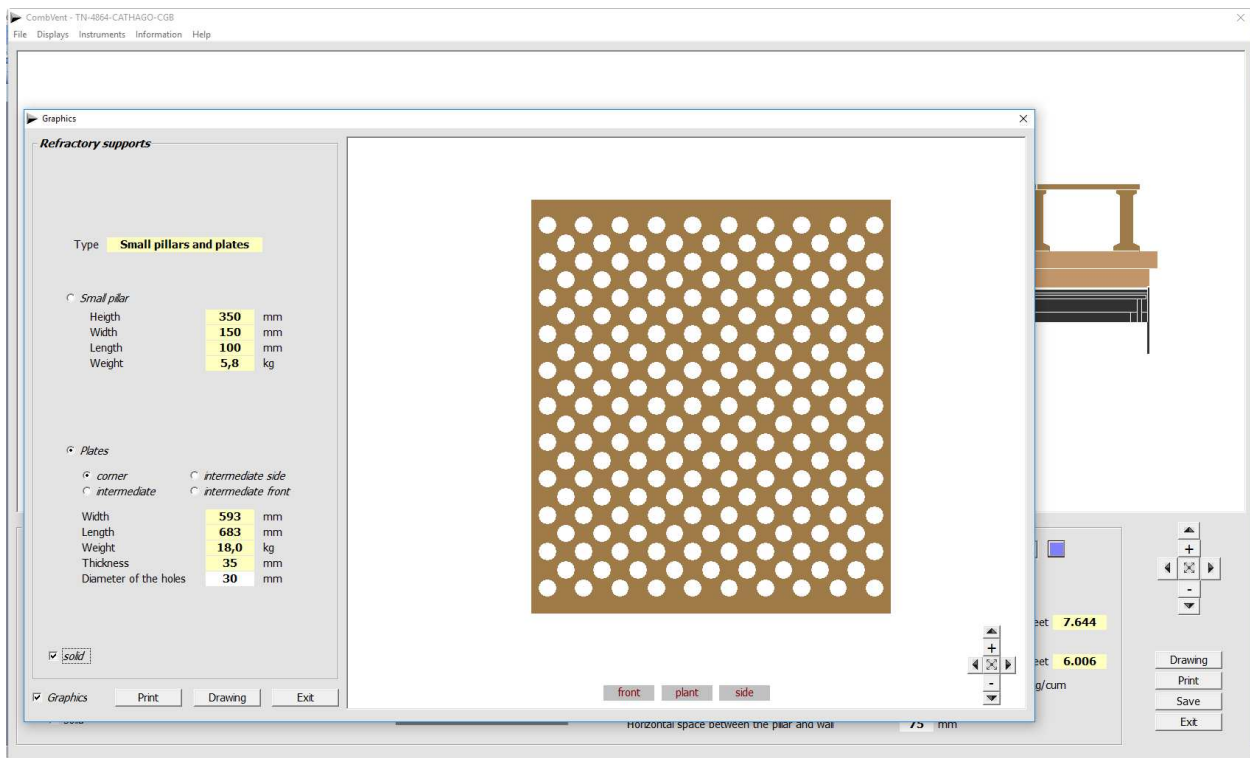 CombVent - TN-4864-CATHAGO-CGB
File Displays Instruments Information Help
Graphics
Refractory supports
Type Small pillars and plates
Small pillar
Heigth 350 mm
Width 150 mm
Length 100 mm
Weight 5,8 kg
Plates
corner intermediate side
intermediate intermediate front
Width 593 mm
Length 683 mm
Weight 18,0 kg
Thickness 35 mm
Diameter of the holes 30 mm
solid
Graphics Print Drawing Exit
front plant side
+
-
eet 7.644
eet 6.006
g/cum
Horizontal space between the pillar and wall 75 mm
+
-
Drawing
Print
Save
Exit